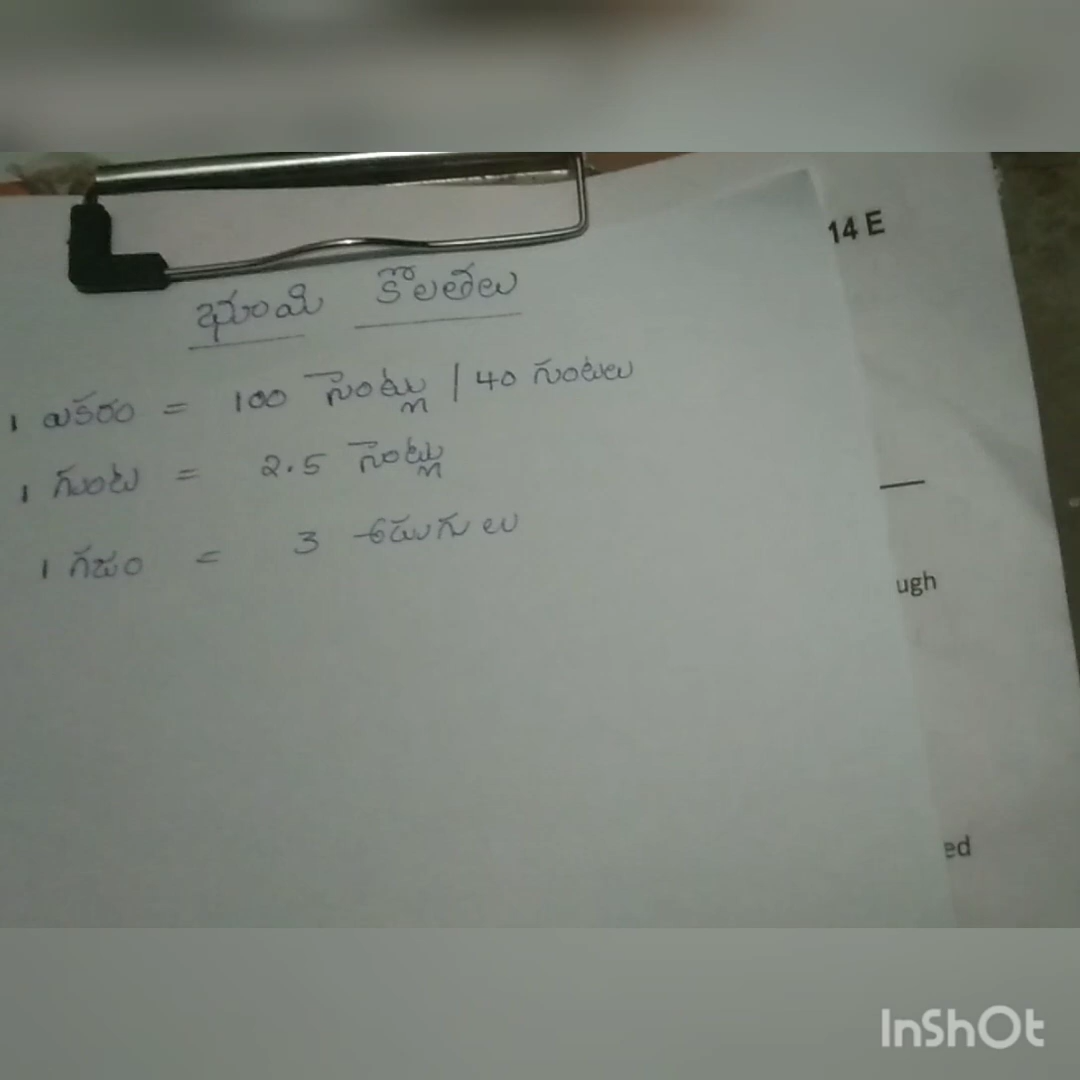 14 E
భూమి కొలతలు
1 ఎకరం = 100 సెంట్లు | 40 గుంటలు
1 గుంట = 2.5 సెంట్లు
1 గజం = 3 అడుగులు
ugh
ed
InShOt